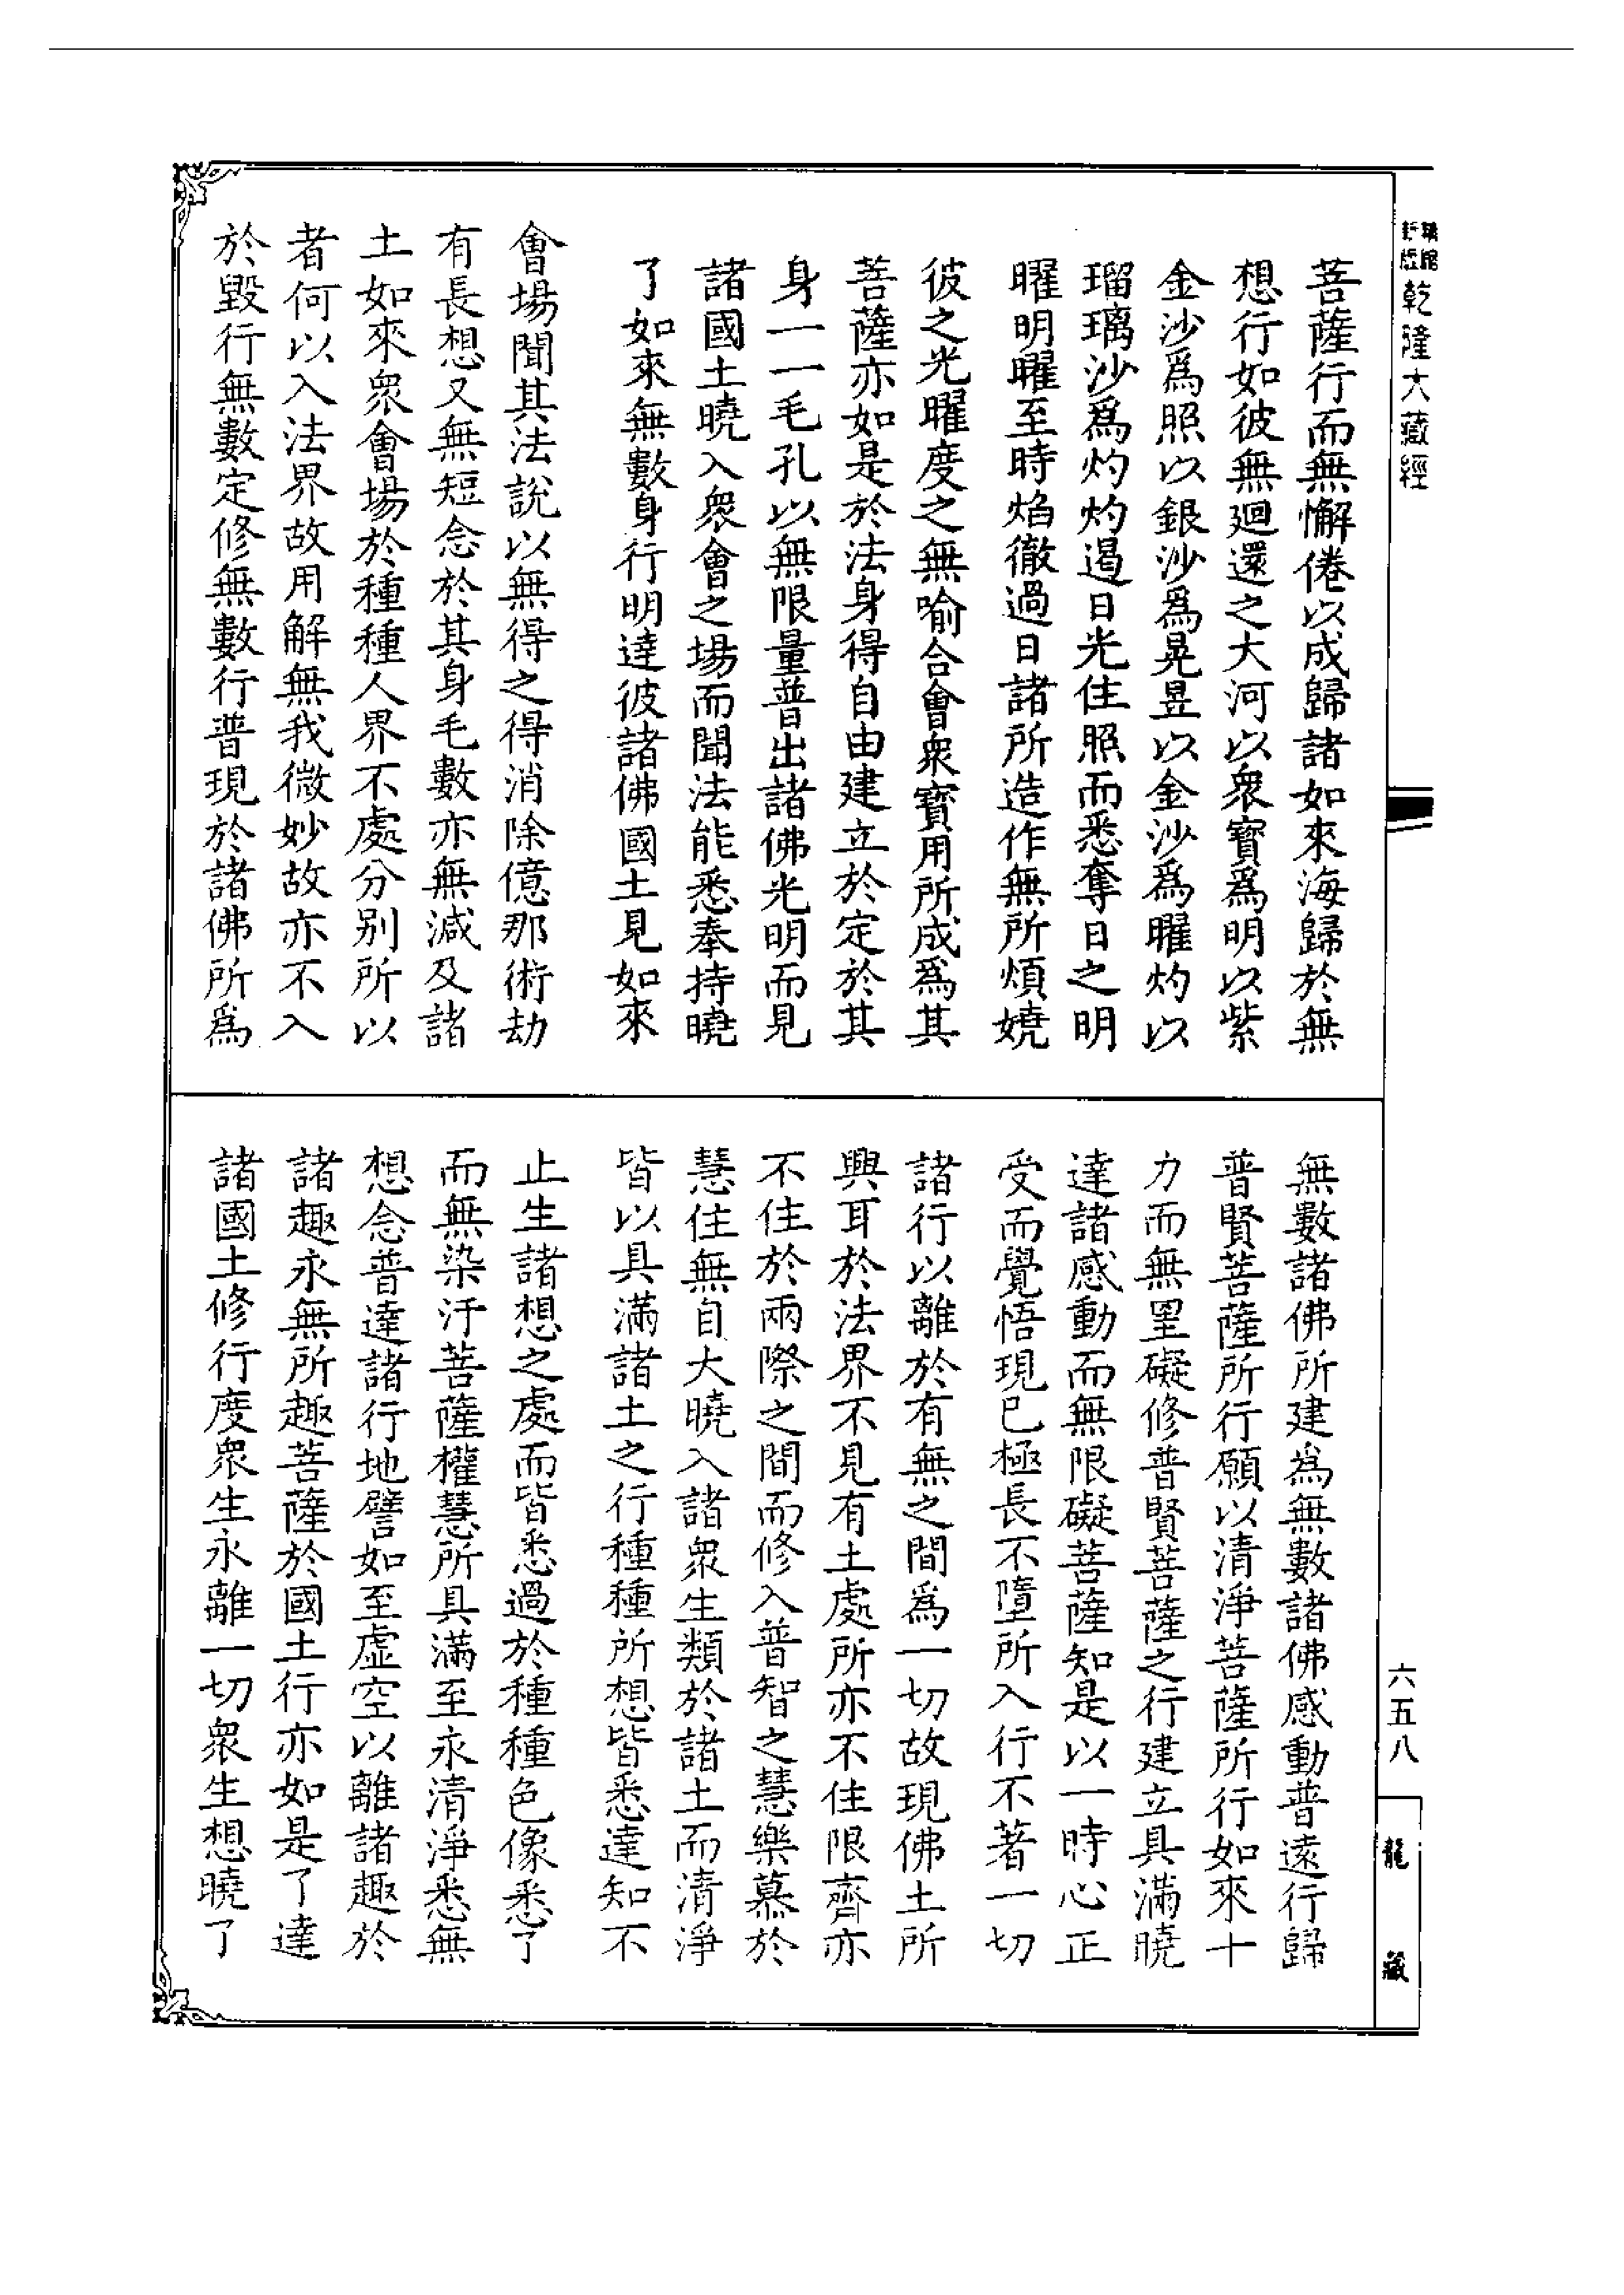 乾隆大藏經
菩薩行而無懈倦以成歸諸如來海歸於無
想行如彼無迴還之大河以衆寶爲明以紫
金沙爲照以銀沙爲晃昱以金沙爲曜灼以
瑠璃沙爲灼灼遏日光住照而悉奪日之明
曜明曜至時焰徹過日諸所造作無所煩嬈
彼之光曜度之無喻合會衆寶用所成爲其
菩薩亦如是於法身得自由建立於定於其
身一一毛孔以無限量普出諸佛光明而見
諸國土曉入衆會之場而聞法能悉奉持曉
了如來無數身行明達彼諸佛國土見如來
會場聞其法說以無得之得消除億那術劫
有長想又無短念於其身毛數亦無減及諸
土如來衆會場於種種人界不處分別所以
者何以入法界故用解無我微妙故亦不入
於毀行無數定修無數行普現於諸佛所爲
無數諸佛所建爲無數諸佛感動普遠行歸
普賢菩薩所行願以清淨菩薩所行如來十
力而無罣礙修普賢菩薩之行建立具滿曉
達諸感動而無限礙菩薩知是以一時心正
受而覺悟現已極長不墮所入行不著一切
諸行以離於有無之間爲一切故現佛土所
興耳於法界不見有土處所亦不住限齊亦
不住於兩際之間而修入普智之慧樂慕於
慧住無自大曉入諸衆生類於諸土而清淨
皆以具滿諸土之行種種所想皆悉達知不
止生諸想之處而皆悉過於種種色像悉了
而無染汙菩薩權慧所具滿至永清淨悉無
想念普達諸行地譬如至虛空以離諸趣於
諸趣永無所趣菩薩於國土行亦如是了達
諸國土修行度衆生永離一切衆生想曉了
六五八
龍藏